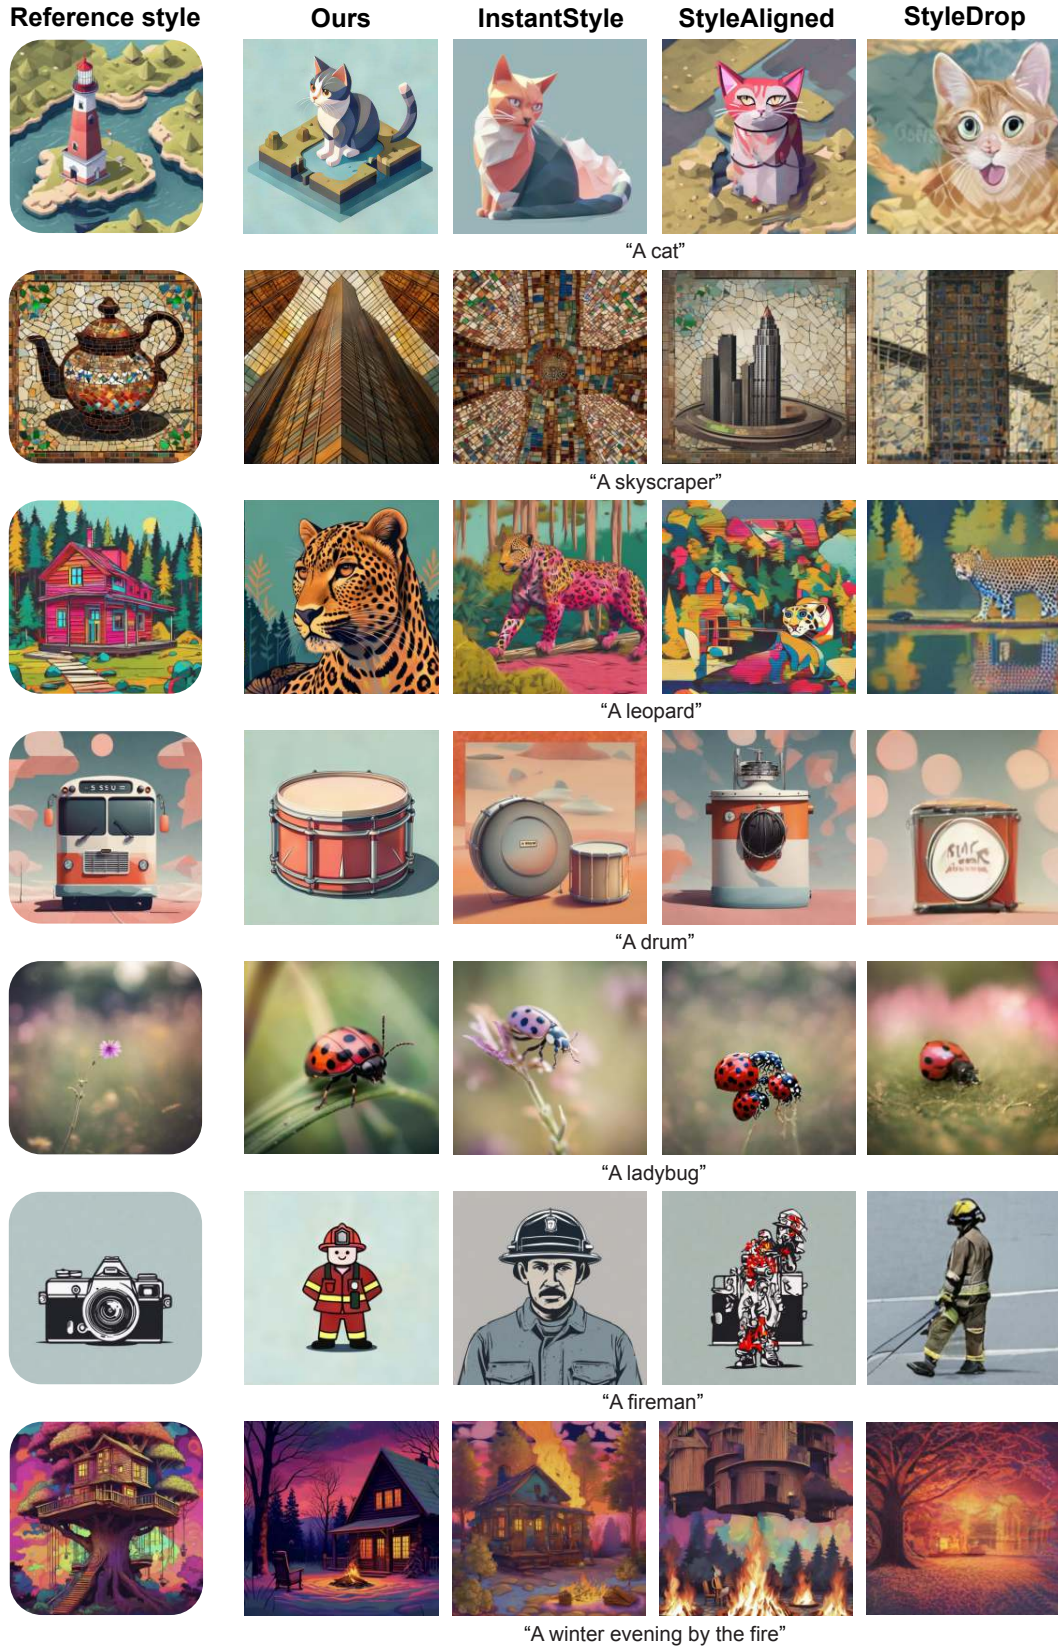 Reference style Ours InstantStyle StyleAligned StyleDrop
“A cat”
“A skyscraper”
“A leopard”
“A drum”
“A ladybug”
“A fireman”
“A winter evening by the fire”